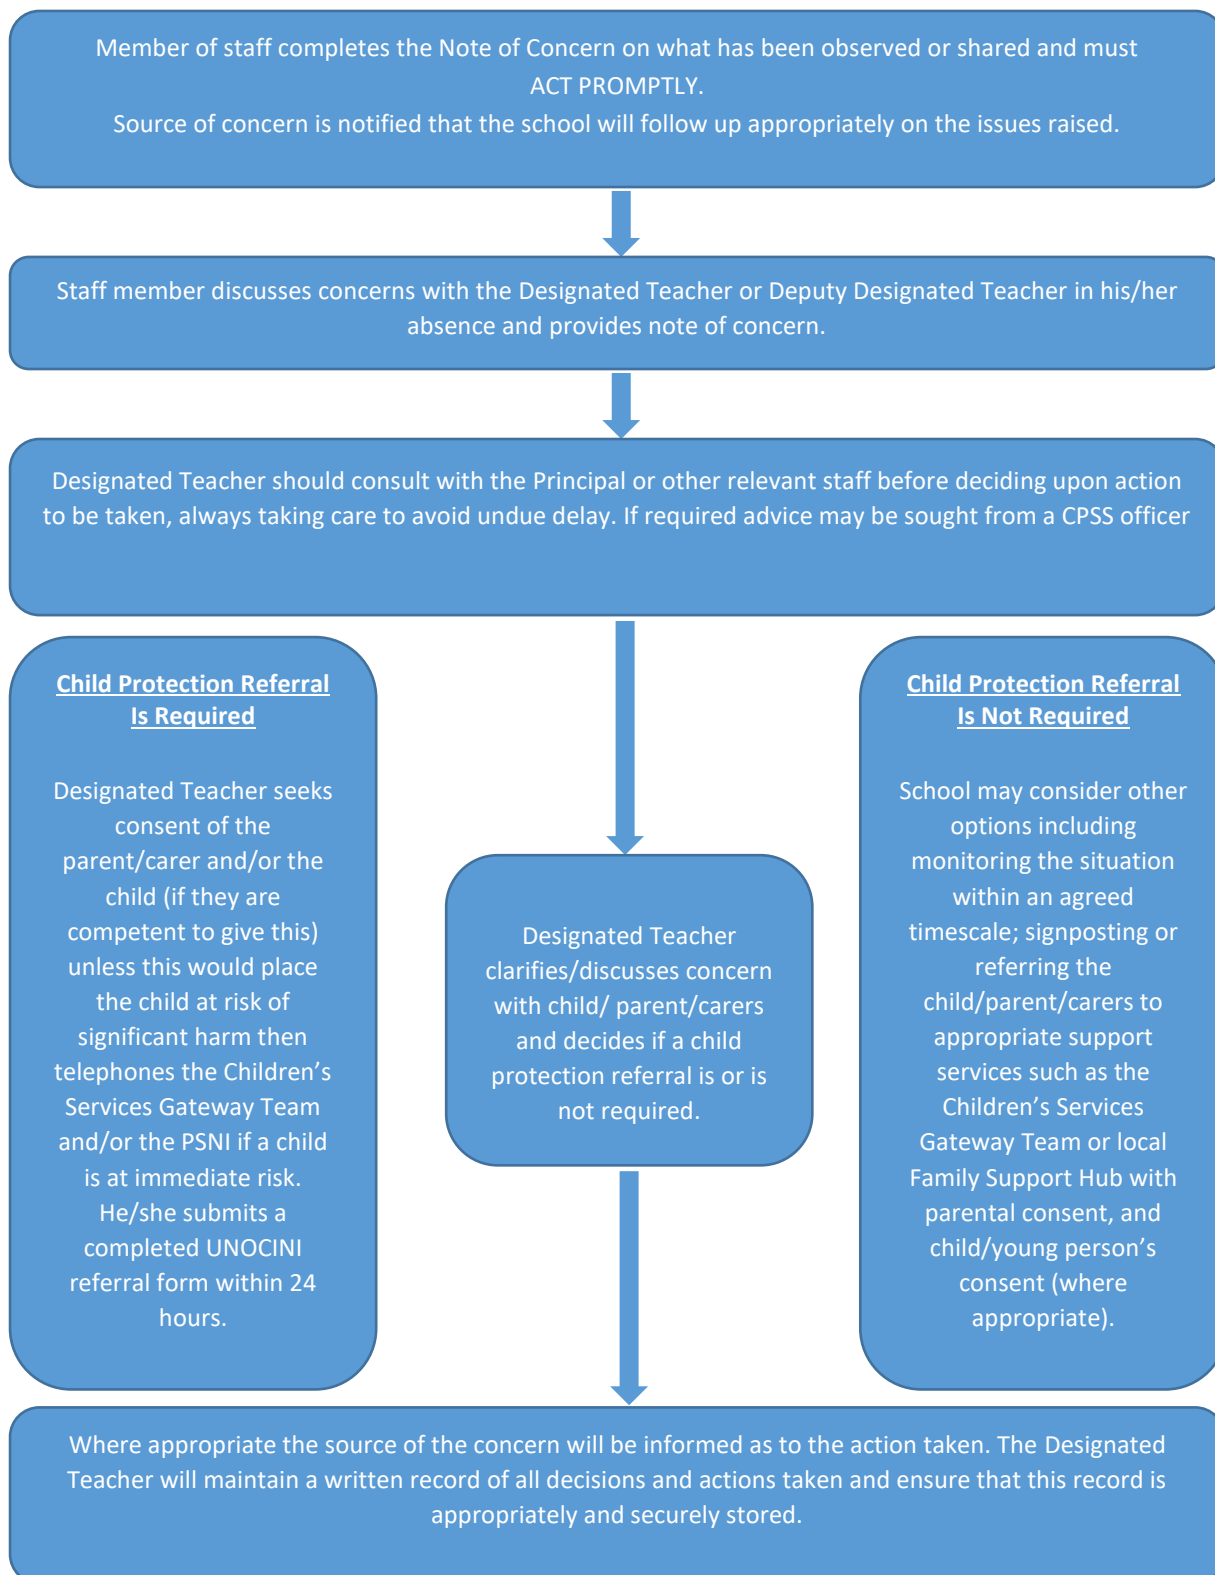 Member of staff completes the Note of Concern on what has been observed or shared and must
ACT PROMPTLY.
Source of concern is notified that the school will follow up appropriately on the issues raised.
Staff member discusses concerns with the Designated Teacher or Deputy Designated Teacher in his/her
absence and provides note of concern.
Designated Teacher should consult with the Principal or other relevant staff before deciding upon action
to be taken, always taking care to avoid undue delay. If required advice may be sought from a CPSS officer
Child Protection Referral
Is Required
Designated Teacher seeks
consent of the
parent/carer and/or the
child (if they are
competent to give this)
unless this would place
the child at risk of
significant harm then
telephones the Children's
Services Gateway Team
and/or the PSNI if a child
is at immediate risk.
He/she submits a
completed UNOCINI
referral form within 24
hours.
Designated Teacher
clarifies/discusses concern
with child/ parent/carers
and decides if a child
protection referral is or is
not required.
Child Protection Referral
Is Not Required
School may consider other
options including
monitoring the situation
within an agreed
timescale; signposting or
referring the
child/parent/carers to
appropriate support
services such as the
Children's Services
Gateway Team or local
Family Support Hub with
parental consent, and
child/young person's
consent (where
appropriate).
Where appropriate the source of the concern will be informed as to the action taken. The Designated
Teacher will maintain a written record of all decisions and actions taken and ensure that this record is
appropriately and securely stored.